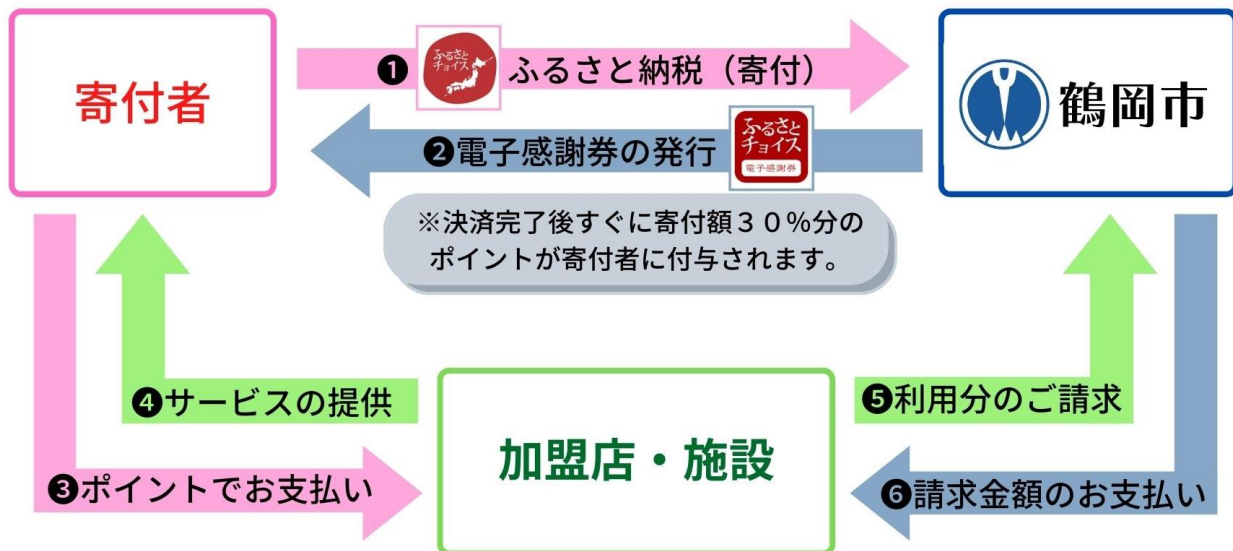 寄付者
❶
ふるさと
チョイス
ふるさと納税（寄付）
鶴岡市
❷電子感謝券の発行
ふるさと
チョイス
電子感謝券
※決済完了後すぐに寄付額３０％分の
ポイントが寄付者に付与されます。
❹サービスの提供
❸ポイントでお支払い
加盟店・施設
❺利用分のご請求
❻請求金額のお支払い